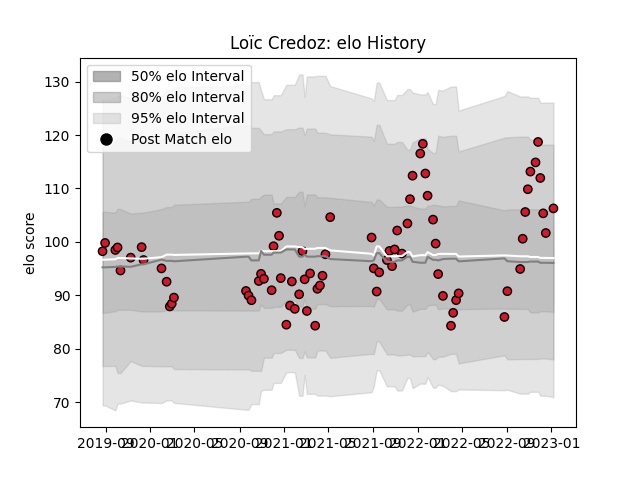 Loïc Credoz: elo History
50% elo Interval
80% elo Interval
95% elo Interval
Post Match elo
elo score
130
120
110
100
90
80
70
2019-09 2020-01 2020-05 2020-09 2021-01 2021-05 2021-09 2022-01 2022-05 2022-09 2023-01